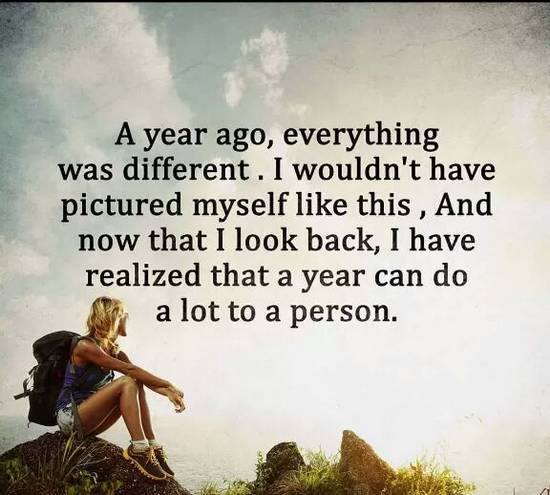 A year ago, everything
was different . I wouldn't have
pictured myself like this , And
now that I look back, I have
realized that a year can do
a lot to a person.